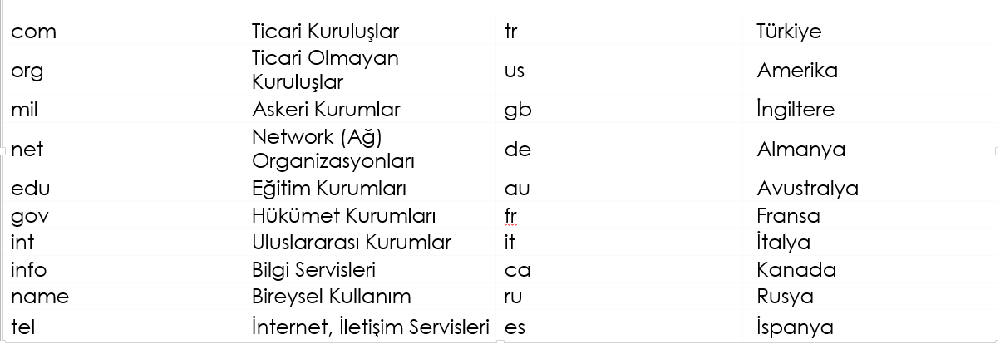 com Ticari Kuruluşlar tr Türkiye
org Ticari Olmayan
Kuruluşlar us Amerika
mil Askeri Kurumlar gb İngiltere
net Network (Ağ)
Organizasyonları de Almanya
edu Eğitim Kurumları au Avustralya
gov Hükümet Kurumları fr Fransa
int Uluslararası Kurumlar it İtalya
info Bilgi Servisleri ca Kanada
name Bireysel Kullanım ru Rusya
tel İnternet, İletişim Servisleri es İspanya